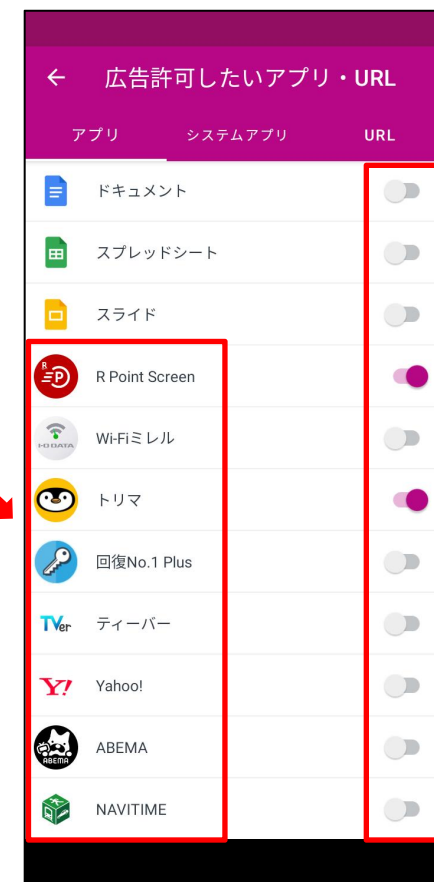 広告許可したいアプリ・URL
アプリ システムアプリ URL
ドキュメント
スプレッドシート
スライド
R P R Point Screen
I-O DATA Wi-Fiミレル
トリマ
回復No.1 Plus
TVer ティーバー
Y! Yahoo!
ABEMA ABEMA
NAVITIME